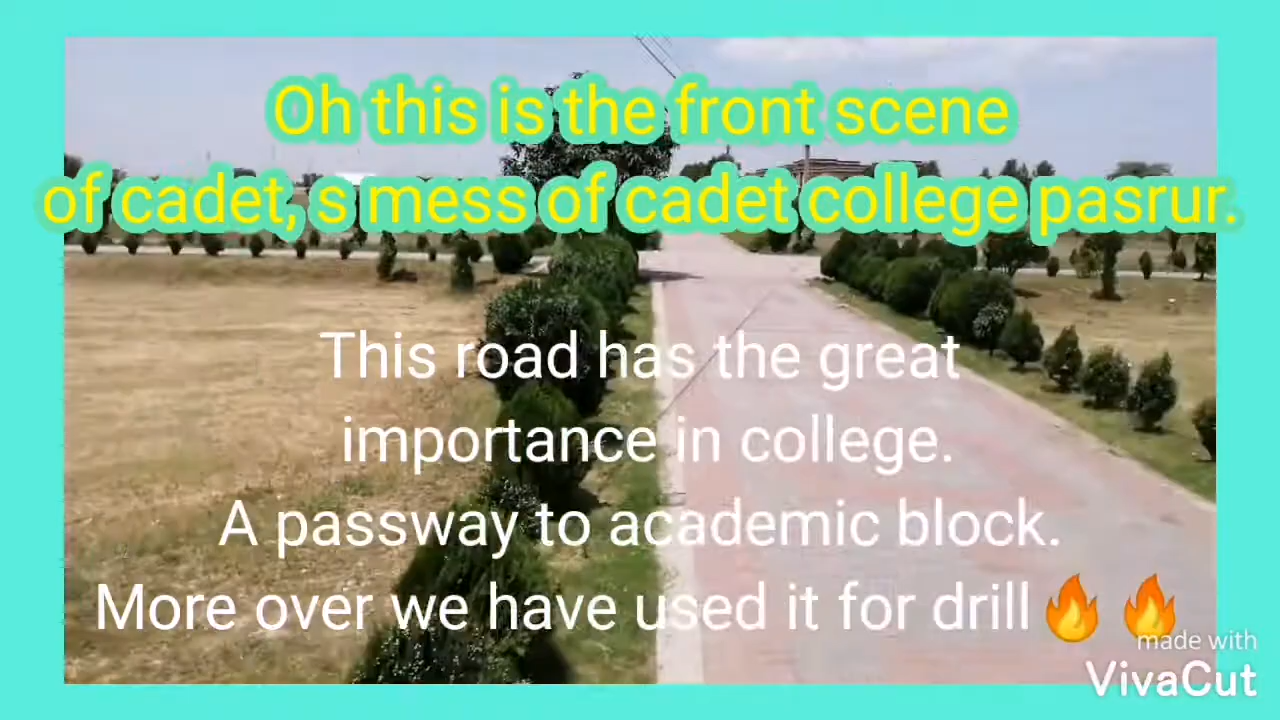 Oh this is the front scene
of cadet, s mess of cadet college pasrur.
This road has the great
importance in college.
A passway to academic block.
More over we have used it for drill🔥🔥
made with
VivaCut